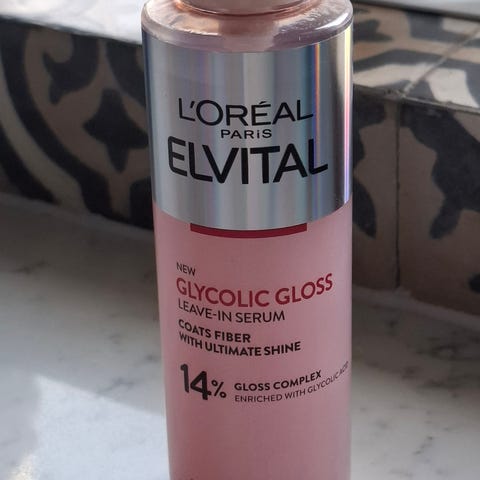 L'ORÉAL
PARIS
ELVITAL
NEW
GLYCOLIC GLOSS
LEAVE-IN SERUM
COATS FIBER
WITH ULTIMATE SHINE
14% GLOSS COMPLEX
ENRICHED WITH GLYCOLIC ACID